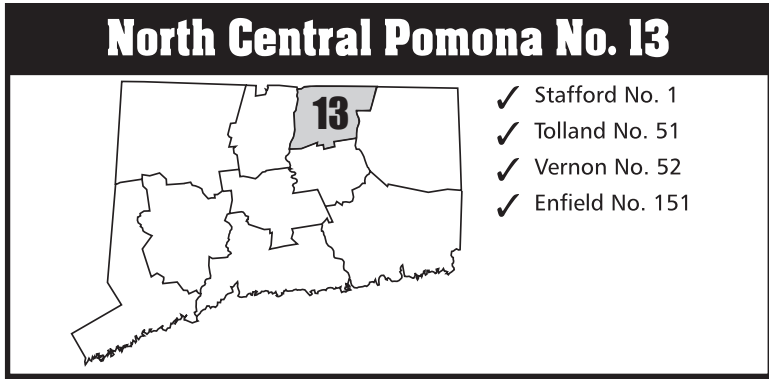 North Central Pomona No. 13
13
✓ Stafford No. 1
✓ Tolland No. 51
✓ Vernon No. 52
✓ Enfield No. 151